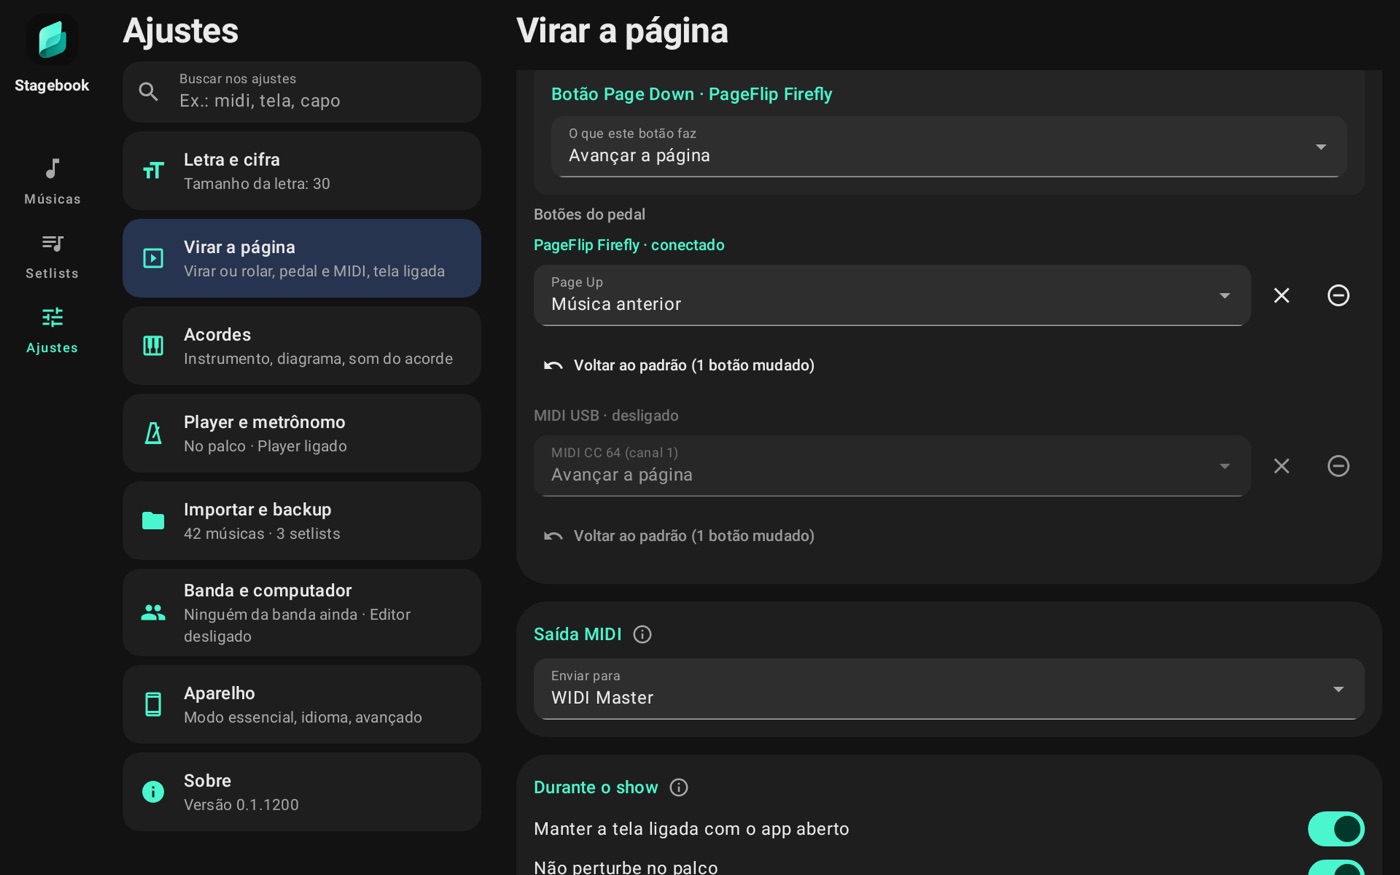 Stagebook
Músicas
Setlists
Ajustes
Ajustes
Buscar nos ajustes
Ex.: midi, tela, capo
Letra e cifra
Tamanho da letra: 30
Virar a página
Virar ou rolar, pedal e MIDI, tela ligada
Acordes
Instrumento, diagrama, som do acorde
Player e metrônomo
No palco · Player ligado
Importar e backup
42 músicas · 3 setlists
Banda e computador
Ninguém da banda ainda · Editor
desligado
Aparelho
Modo essencial, idioma, avançado
Sobre
Versão 0.1.1200
Virar a página
Botão Page Down · PageFlip Firefly
O que este botão faz
Avançar a página
Botões do pedal
PageFlip Firefly · conectado
Page Up
Música anterior
Voltar ao padrão (1 botão mudado)
MIDI USB · desligado
MIDI CC 64 (canal 1)
Avançar a página
Voltar ao padrão (1 botão mudado)
Saída MIDI
Enviar para
WIDI Master
Durante o show
Manter a tela ligada com o app aberto
Não perturbe no palco